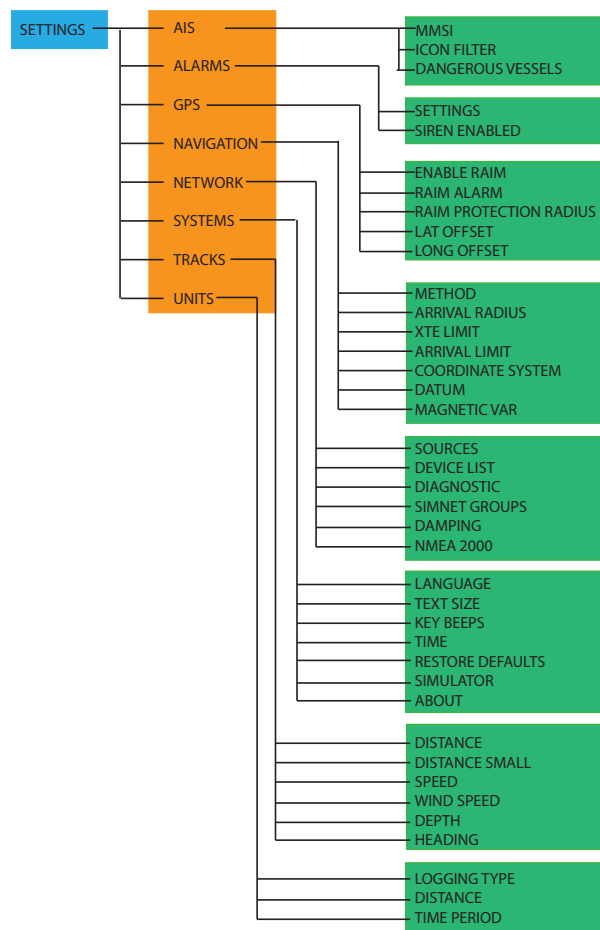 SETTINGS
AIS
ALARMS
GPS
NAVIGATION
NETWORK
SYSTEMS
TRACKS
UNITS
MMSI
ICON FILTER
DANGEROUS VESSELS
SETTINGS
SIREN ENABLED
ENABLE RAIM
RAIM ALARM
RAIM PROTECTION RADIUS
LAT OFFSET
LONG OFFSET
METHOD
ARRIVAL RADIUS
XTE LIMIT
ARRIVAL LIMIT
COORDINATE SYSTEM
DATUM
MAGNETIC VAR
SOURCES
DEVICE LIST
DIAGNOSTIC
SIMNET GROUPS
DAMPING
NMEA 2000
LANGUAGE
TEXT SIZE
KEY BEEPS
TIME
RESTORE DEFAULTS
SIMULATOR
ABOUT
DISTANCE
DISTANCE SMALL
SPEED
WIND SPEED
DEPTH
HEADING
LOGGING TYPE
DISTANCE
TIME PERIOD